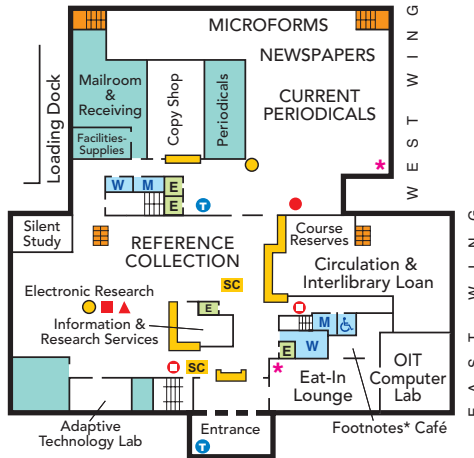 MICROFORMS
NEWSPAPERS
CURRENT
PERIODICALS
WEST WING
Mailroom
&
Receiving
Facilities-
Supplies
Copy Shop
Periodicals
Loading Dock
*
W
M
E
E
T
Silent
Study
REFERENCE
COLLECTION
Course
Reserves
Circulation &
Interlibrary Loan
EAST WING
SC
Electronic Research
Information &
Research Services
E
M
W
E
SC
*
Eat-In
Lounge
OIT
Computer
Lab
Adaptive
Technology Lab
Entrance
T
Footnotes* Café